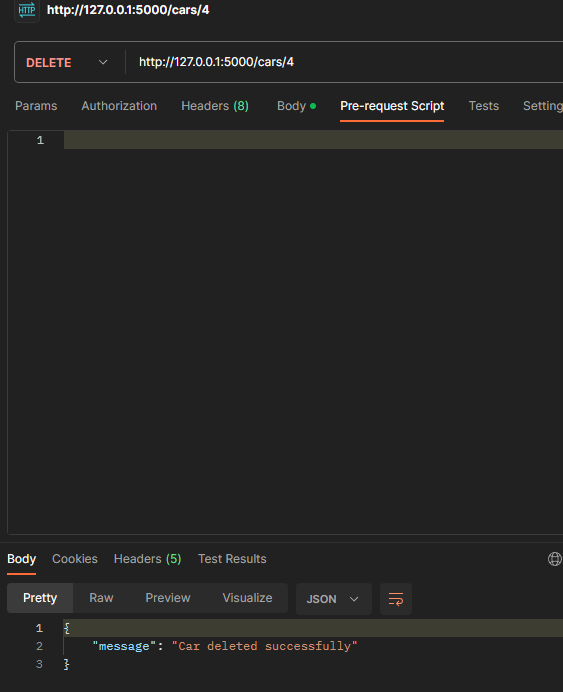 HTTP http://127.0.0.1:5000/cars/4
DELETE http://127.0.0.1:5000/cars/4
Params Authorization Headers (8) Body Pre-request Script Tests Setting
1
Body Cookies Headers (5) Test Results
Pretty Raw Preview Visualize JSON
1 {
2 "message": "Car deleted successfully"
3 }